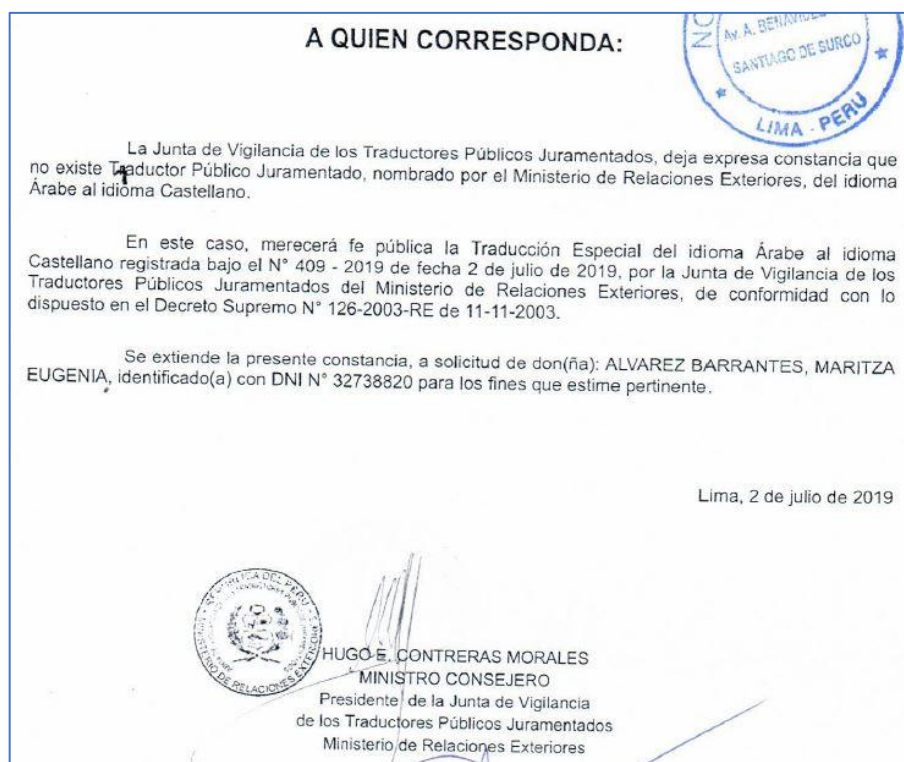 A QUIEN CORRESPONDA:
Av. A. BENAVIDES
SANTIAGO DE SURCO
LIMA - PERU
La Junta de Vigilancia de los Traductores Públicos Juramentados, deja expresa constancia que
no existe Traductor Público Juramentado, nombrado por el Ministerio de Relaciones Exteriores, del idioma
Árabe al idioma Castellano.
En este caso, merecerá fe pública la Traducción Especial del idioma Árabe al idioma
Castellano registrada bajo el N° 409 - 2019 de fecha 2 de julio de 2019, por la Junta de Vigilancia de los
Traductores Públicos Juramentados del Ministerio de Relaciones Exteriores, de conformidad con lo
dispuesto en el Decreto Supremo N° 126-2003-RE de 11-11-2003.
Se extiende la presente constancia, a solicitud de don(ña): ALVAREZ BARRANTES, MARITZA
EUGENIA, identificado(a) con DNI N° 32738820 para los fines que estime pertinente.
Lima, 2 de julio de 2019
REPUBLICA DEL PERU
MINISTERIO DE RELACIONES EXTERIORES
HUGO E. CONTRERAS MORALES
MINISTRO CONSEJERO
Presidente de la Junta de Vigilancia
de los Traductores Públicos Juramentados
Ministerio de Relaciones Exteriores